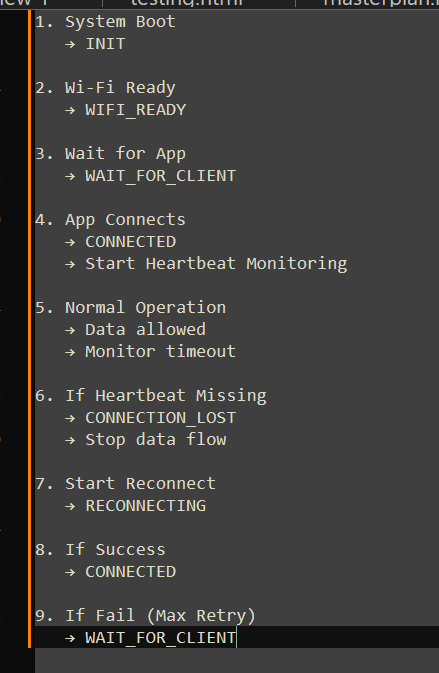 testing.html
1. System Boot
→ INIT
2. Wi-Fi Ready
→ WIFI_READY
3. Wait for App
→ WAIT_FOR_CLIENT
4. App Connects
→ CONNECTED
→ Start Heartbeat Monitoring
5. Normal Operation
→ Data allowed
→ Monitor timeout
6. If Heartbeat Missing
→ CONNECTION_LOST
→ Stop data flow
7. Start Reconnect
→ RECONNECTING
8. If Success
→ CONNECTED
9. If Fail (Max Retry)
→ WAIT_FOR_CLIENT